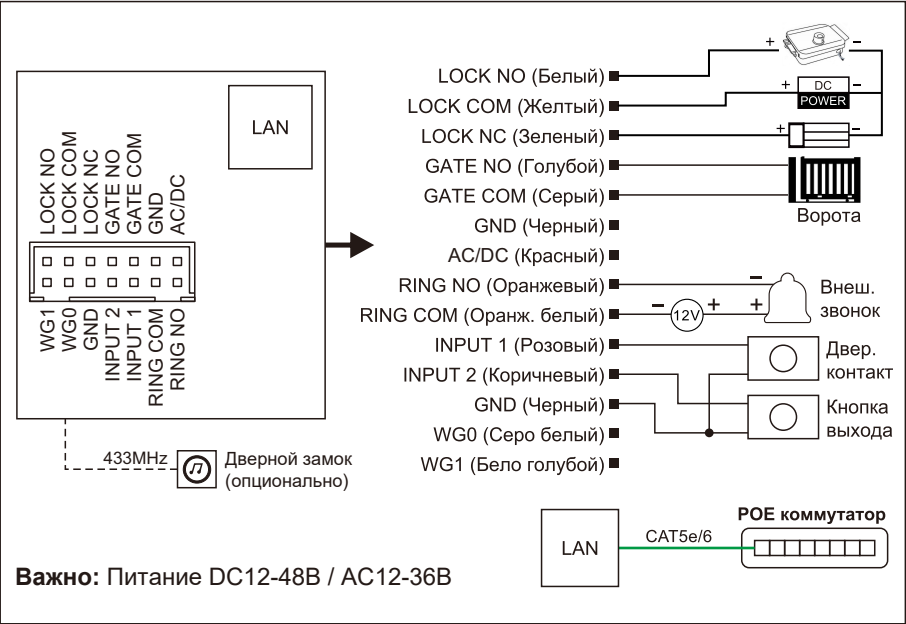 LAN
LOCK NO
LOCK COM
LOCK NC
GATE NO
GATE COM
GND
AC/DC
WG1
WG0
GND
INPUT 2
INPUT 1
RING COM
RING NO
433MHz
Дверной замок
(опционально)
LOCK NO (Белый)
LOCK COM (Желтый)
LOCK NC (Зеленый)
GATE NO (Голубой)
GATE COM (Серый)
GND (Черный)
AC/DC (Красный)
RING NO (Оранжевый)
RING COM (Оранж. белый)
INPUT 1 (Розовый)
INPUT 2 (Коричневый)
GND (Черный)
WG0 (Серо белый)
WG1 (Бело голубой)
+ −
+ DC −
POWER
+ −
Ворота
−
Внеш.
звонок
− 12V + +
Двер.
контакт
Кнопка
выхода
POE коммутатор
LAN
CAT5e/6
Важно: Питание DC12-48В / AC12-36В